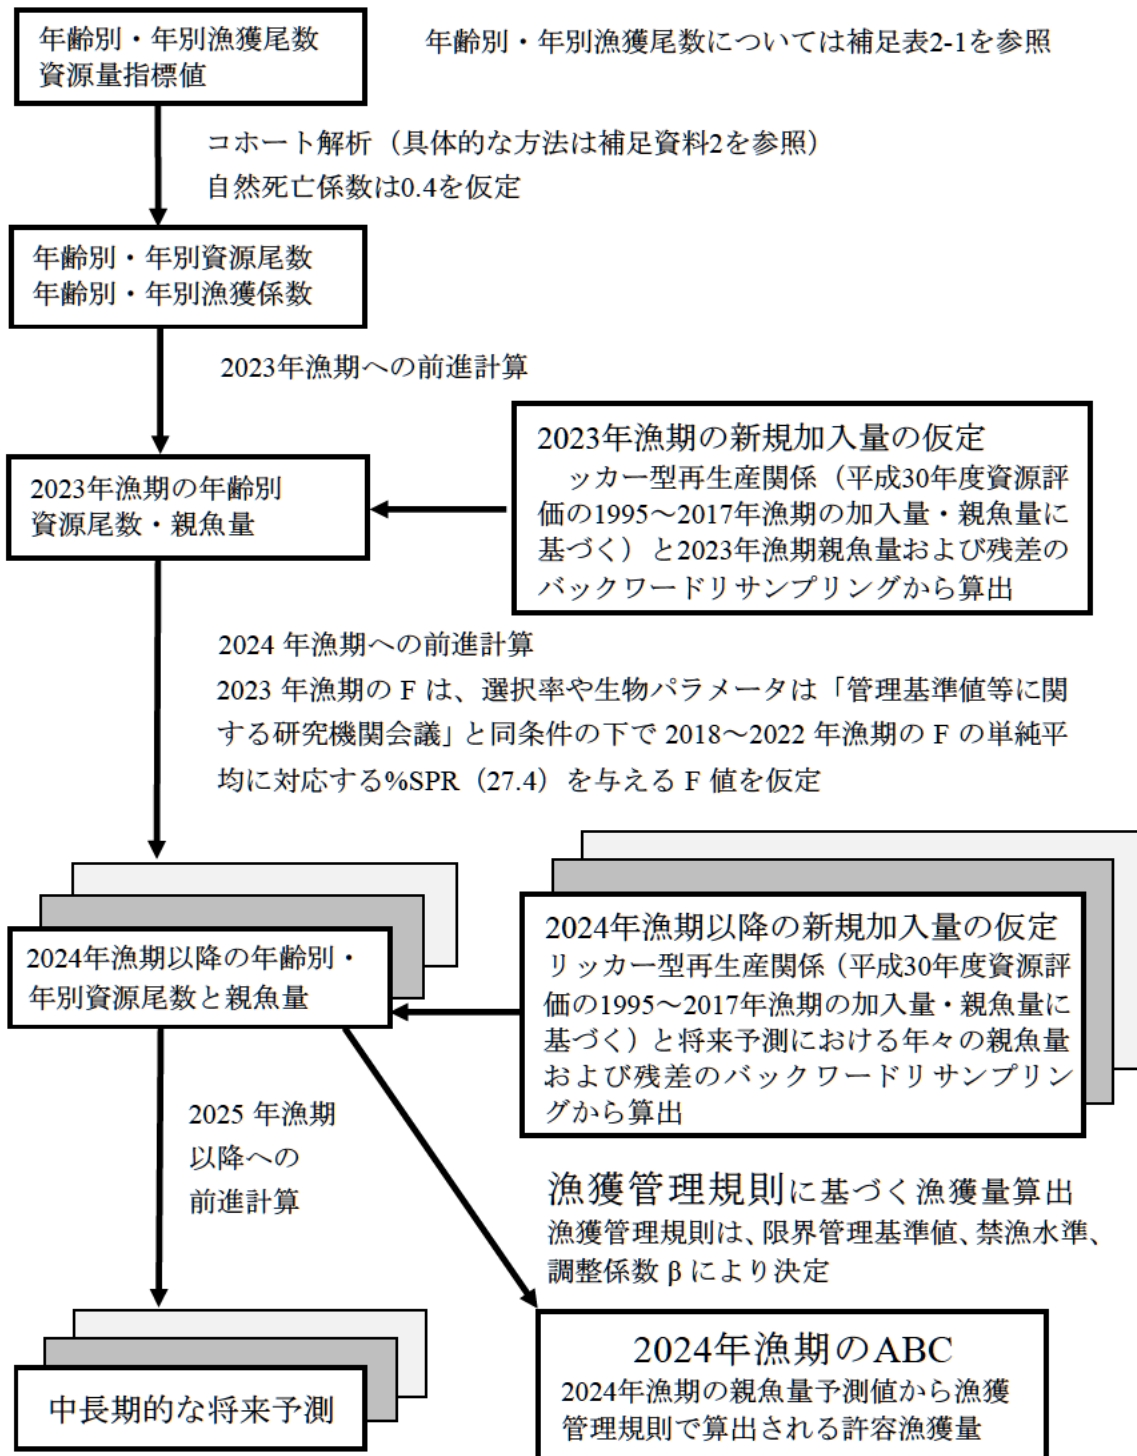 年齢別・年別漁獲尾数
資源量指標値
年齢別・年別漁獲尾数については補足表2-1を参照
コホート解析（具体的な方法は補足資料2を参照）
自然死亡係数は0.4を仮定
年齢別・年別資源尾数
年齢別・年別漁獲係数
2023年漁期への前進計算
2023年漁期の新規加入量の仮定
ッカー型再生産関係（平成30年度資源評
価の1995～2017年漁期の加入量・親魚量に
基づく）と2023年漁期親魚量および残差の
バックワードリサンプリングから算出
2023年漁期の年齢別
資源尾数・親魚量
2024 年漁期への前進計算
2023 年漁期の F は、選択率や生物パラメータは「管理基準値等に関
する研究機関会議」と同条件の下で 2018～2022 年漁期の F の単純平
均に対応する%SPR（27.4）を与える F 値を仮定
2024年漁期以降の年齢別・
年別資源尾数と親魚量
2024年漁期以降の新規加入量の仮定
リッカー型再生産関係（平成30年度資源評
価の1995～2017年漁期の加入量・親魚量に
基づく）と将来予測における年々の親魚量
および残差のバックワードリサンプリン
グから算出
2025 年漁期
以降への
前進計算
漁獲管理規則に基づく漁獲量算出
漁獲管理規則は、限界管理基準値、禁漁水準、
調整係数 β により決定
中長期的な将来予測
2024年漁期のABC
2024年漁期の親魚量予測値から漁獲
管理規則で算出される許容漁獲量